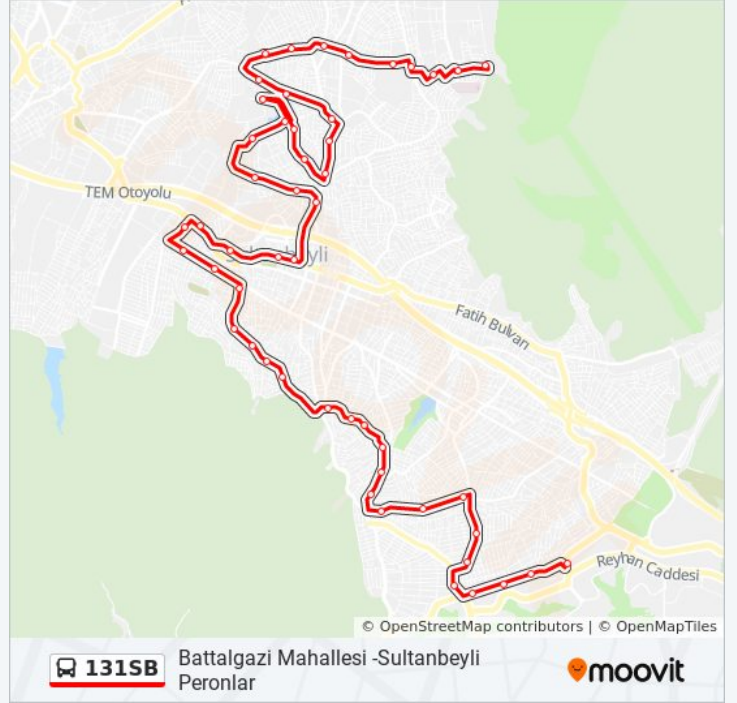 TEM Otoyolu
Fatih Bulvarı
Reyhan Caddesi
© OpenStreetMap contributors | © OpenMapTiles
131SB
Battalgazi Mahallesi -Sultanbeyli
Peronlar
moovit